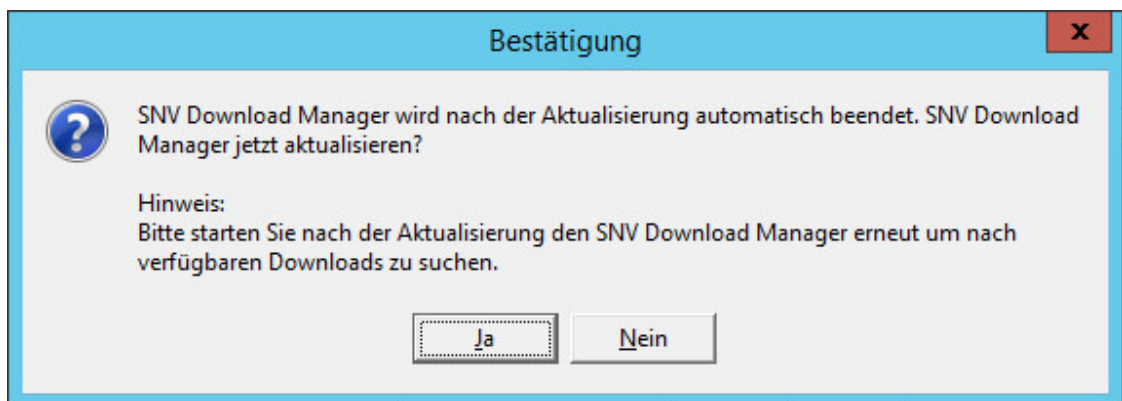 Bestätigung
x
SNV Download Manager wird nach der Aktualisierung automatisch beendet. SNV Download
Manager jetzt aktualisieren?
Hinweis:
Bitte starten Sie nach der Aktualisierung den SNV Download Manager erneut um nach
verfügbaren Downloads zu suchen.
Ja
Nein